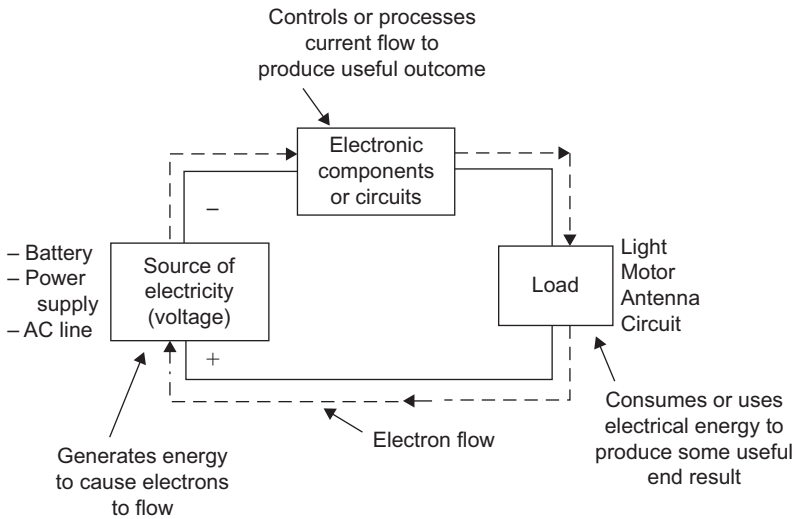 Controls or processes
current flow to
produce useful outcome
Electronic
components
or circuits
–
– Battery
– Power
supply
– AC line
Source of
electricity
(voltage)
Load
Light
Motor
Antenna
Circuit
+
Electron flow
Generates energy
to cause electrons
to flow
Consumes or uses
electrical energy to
produce some useful
end result